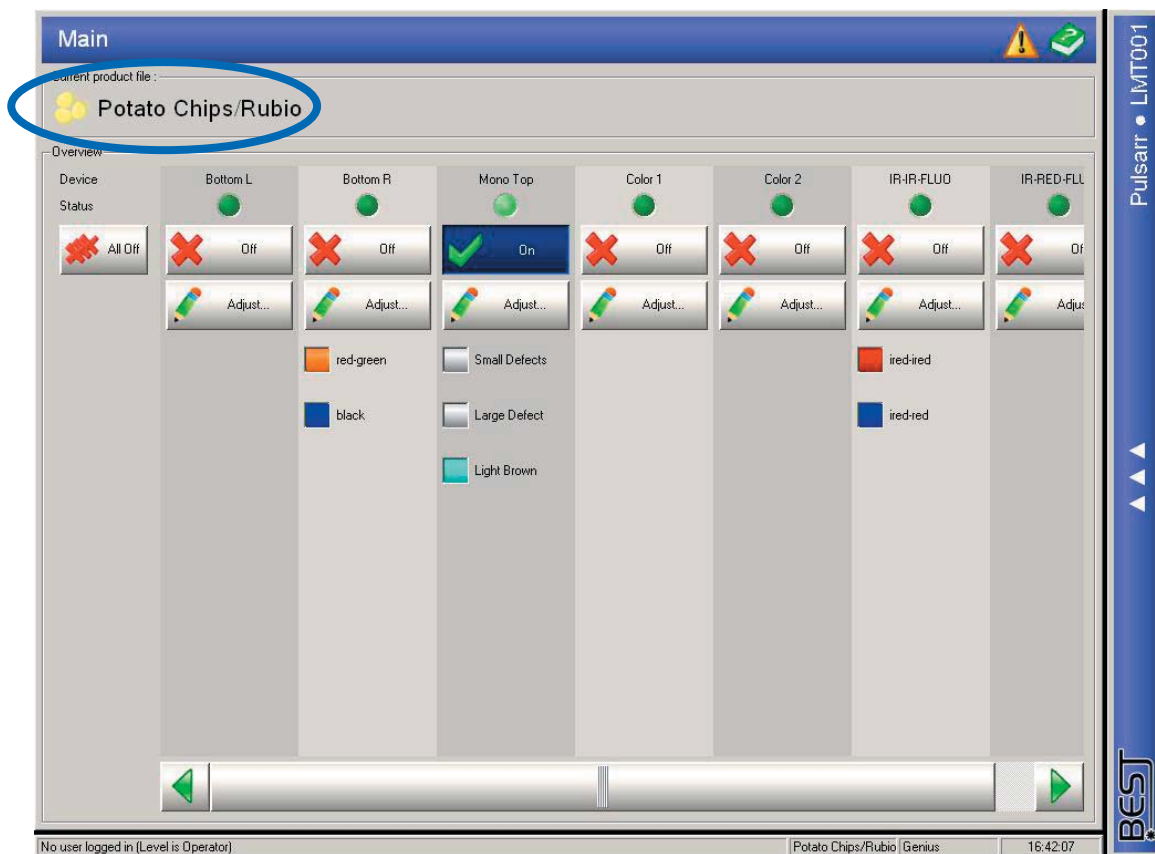 Main
Current product file :
Potato Chips/Rubio
Overview
Device Bottom L Bottom R Mono Top Color 1 Color 2 IR-IR-FLUO IR-RED-FLU
Status
All Off Off Off On Off Off Off Of
Adjust... Adjust... Adjust... Adjust... Adjust... Adjust... Adjus
red-green Small Defects ired-ired
black Large Defect ired-red
Light Brown
No user logged in (Level is Operator) Potato Chips/Rubio Genius 16:42:07
Pulsarr • LMT001
BEST